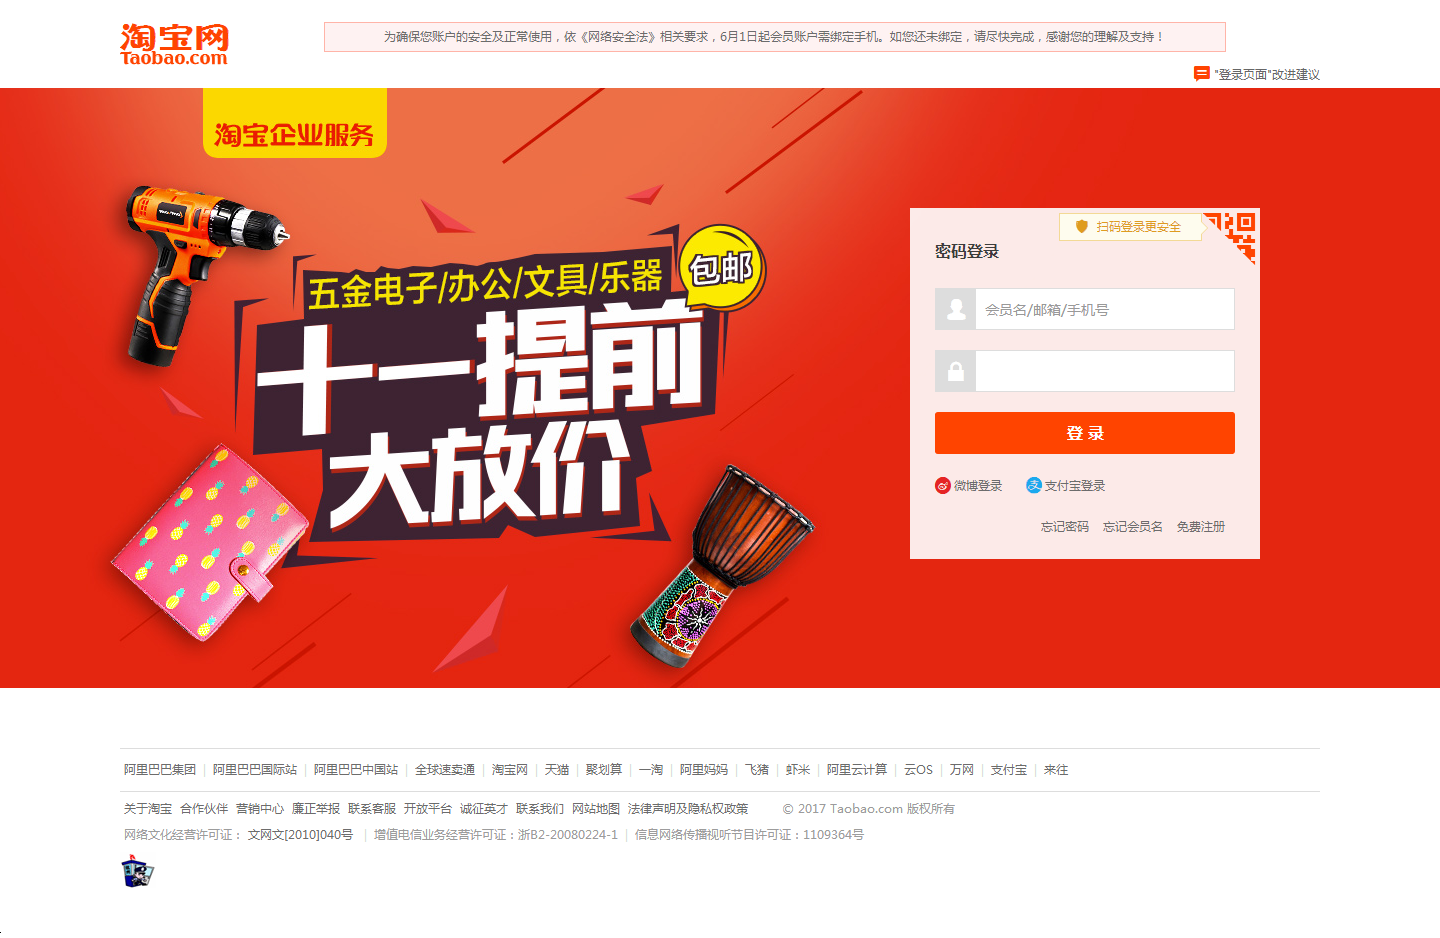 淘宝网
Taobao.com
为确保您账户的安全及正常使用，依《网络安全法》相关要求，6月1日起会员账户需绑定手机。如您还未绑定，请尽快完成，感谢您的理解及支持！
"登录页面"改进建议
淘宝企业服务
五金电子/办公/文具/乐器
包邮
十一提前
大放价
扫码登录更安全
密码登录
会员名/邮箱/手机号
登 录
微博登录 支付宝登录
忘记密码 忘记会员名 免费注册
阿里巴巴集团 | 阿里巴巴国际站 | 阿里巴巴中国站 | 全球速卖通 | 淘宝网 | 天猫 | 聚划算 | 一淘 | 阿里妈妈 | 飞猪 | 虾米 | 阿里云计算 | 云OS | 万网 | 支付宝 | 来往
关于淘宝 合作伙伴 营销中心 廉正举报 联系客服 开放平台 诚征英才 联系我们 网站地图 法律声明及隐私权政策 © 2017 Taobao.com 版权所有
网络文化经营许可证： 文网文[2010]040号 | 增值电信业务经营许可证：浙B2-20080224-1 | 信息网络传播视听节目许可证：1109364号